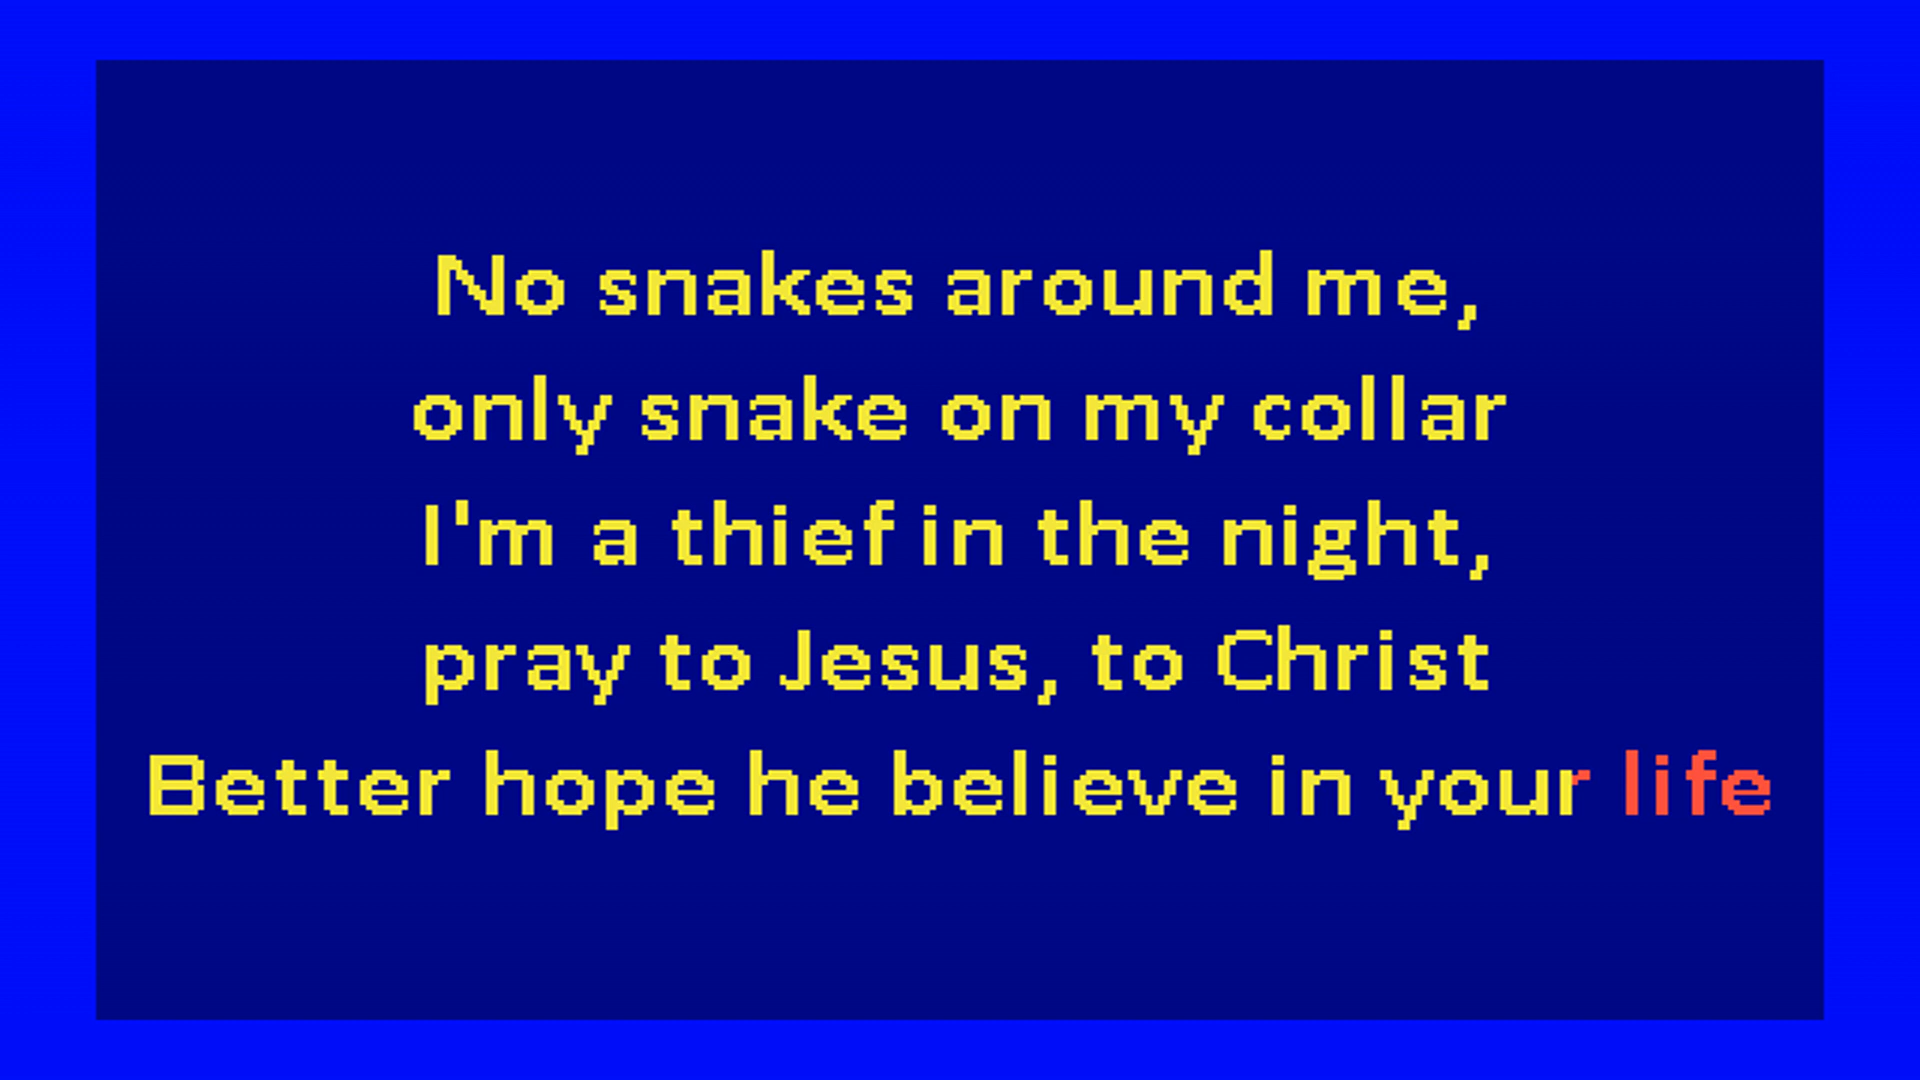 No snakes around me,
only snake on my collar
I'm a thief in the night,
pray to Jesus, to Christ
Better hope he believe in your life